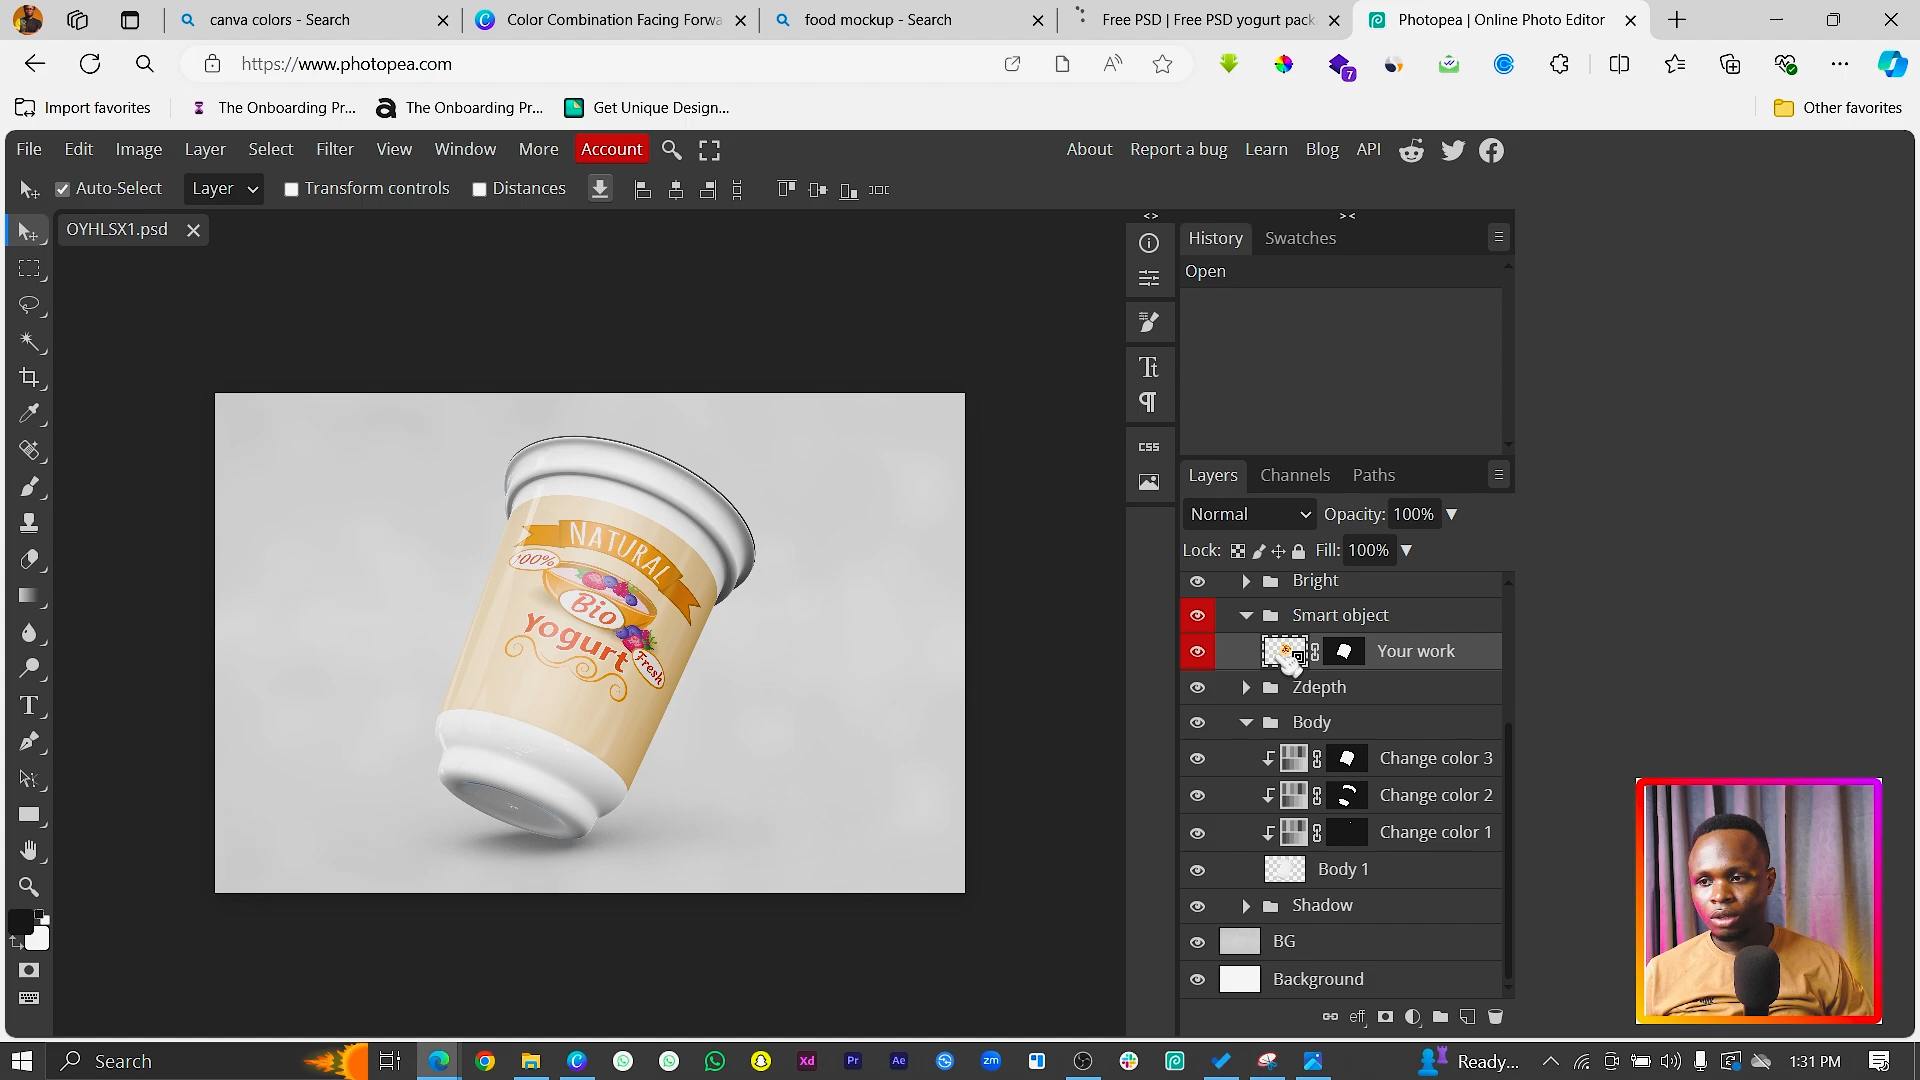 canva colors - Search
Color Combination Facing Forwa
food mockup - Search
Free PSD | Free PSD yogurt pack
Photopea | Online Photo Editor
https://www.photopea.com
7
Import favorites
The Onboarding Pr...
The Onboarding Pr...
Get Unique Design...
Other favorites
File Edit Image Layer Select Filter View Window More Account
About Report a bug Learn Blog API
Auto-Select Layer Transform controls Distances
OYHLSX1.psd
History Swatches
Open
CSS
Layers Channels Paths
Normal Opacity: 100%
Lock: Fill: 100%
Bright
Smart object
Your work
Zdepth
Body
Change color 3
Change color 2
Change color 1
Body 1
Shadow
BG
Background
eff
NATURAL
100%
Bio
Yogurt
Fresh
Search
Xd Pr Ae zm
Ready...
1:31 PM